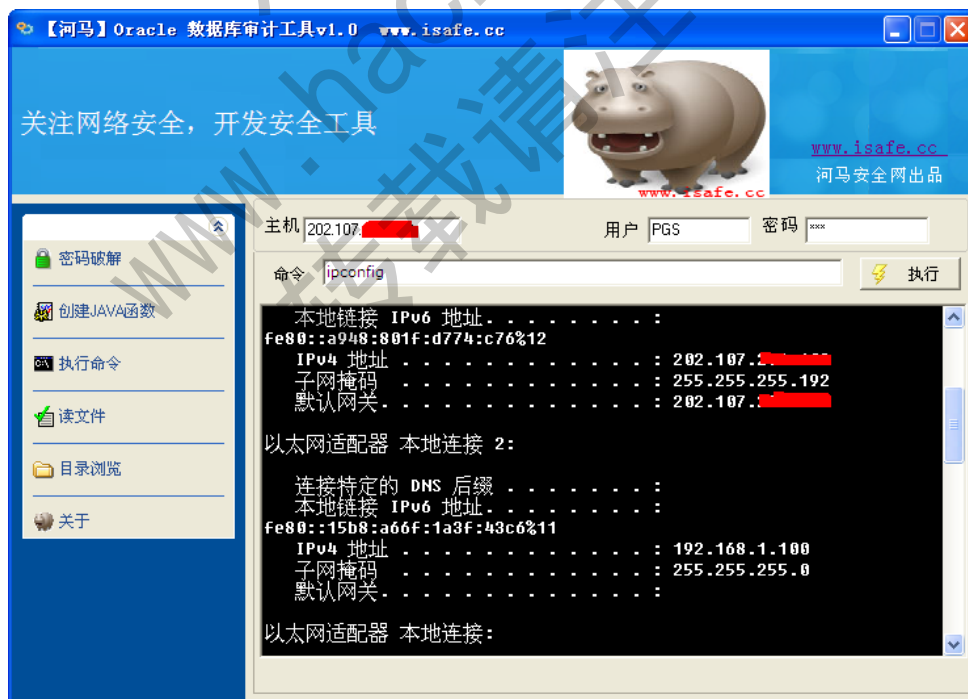 【河马】Oracle 数据库审计工具v1.0 www.isafe.cc
关注网络安全，开发安全工具
www.isafe.cc
www.isafe.cc
河马安全网出品
主机 202.107. 用户 PGS 密码 ***
命令 ipconfig 执行
密码破解
创建JAVA函数
执行命令
读文件
目录浏览
关于
本地链接 IPv6 地址. . . . . . . . :
fe80::a948:801f:d774:c76%12
IPv4 地址 . . . . . . . . . . . . : 202.107.
子网掩码 . . . . . . . . . . . . : 255.255.255.192
默认网关. . . . . . . . . . . . . : 202.107.
以太网适配器 本地连接 2:
连接特定的 DNS 后缀 . . . . . . . :
本地链接 IPv6 地址. . . . . . . . :
fe80::15b8:a66f:1a3f:43c6%11
IPv4 地址 . . . . . . . . . . . . : 192.168.1.100
子网掩码 . . . . . . . . . . . . : 255.255.255.0
默认网关. . . . . . . . . . . . . :
以太网适配器 本地连接:
www.hac
转载请注